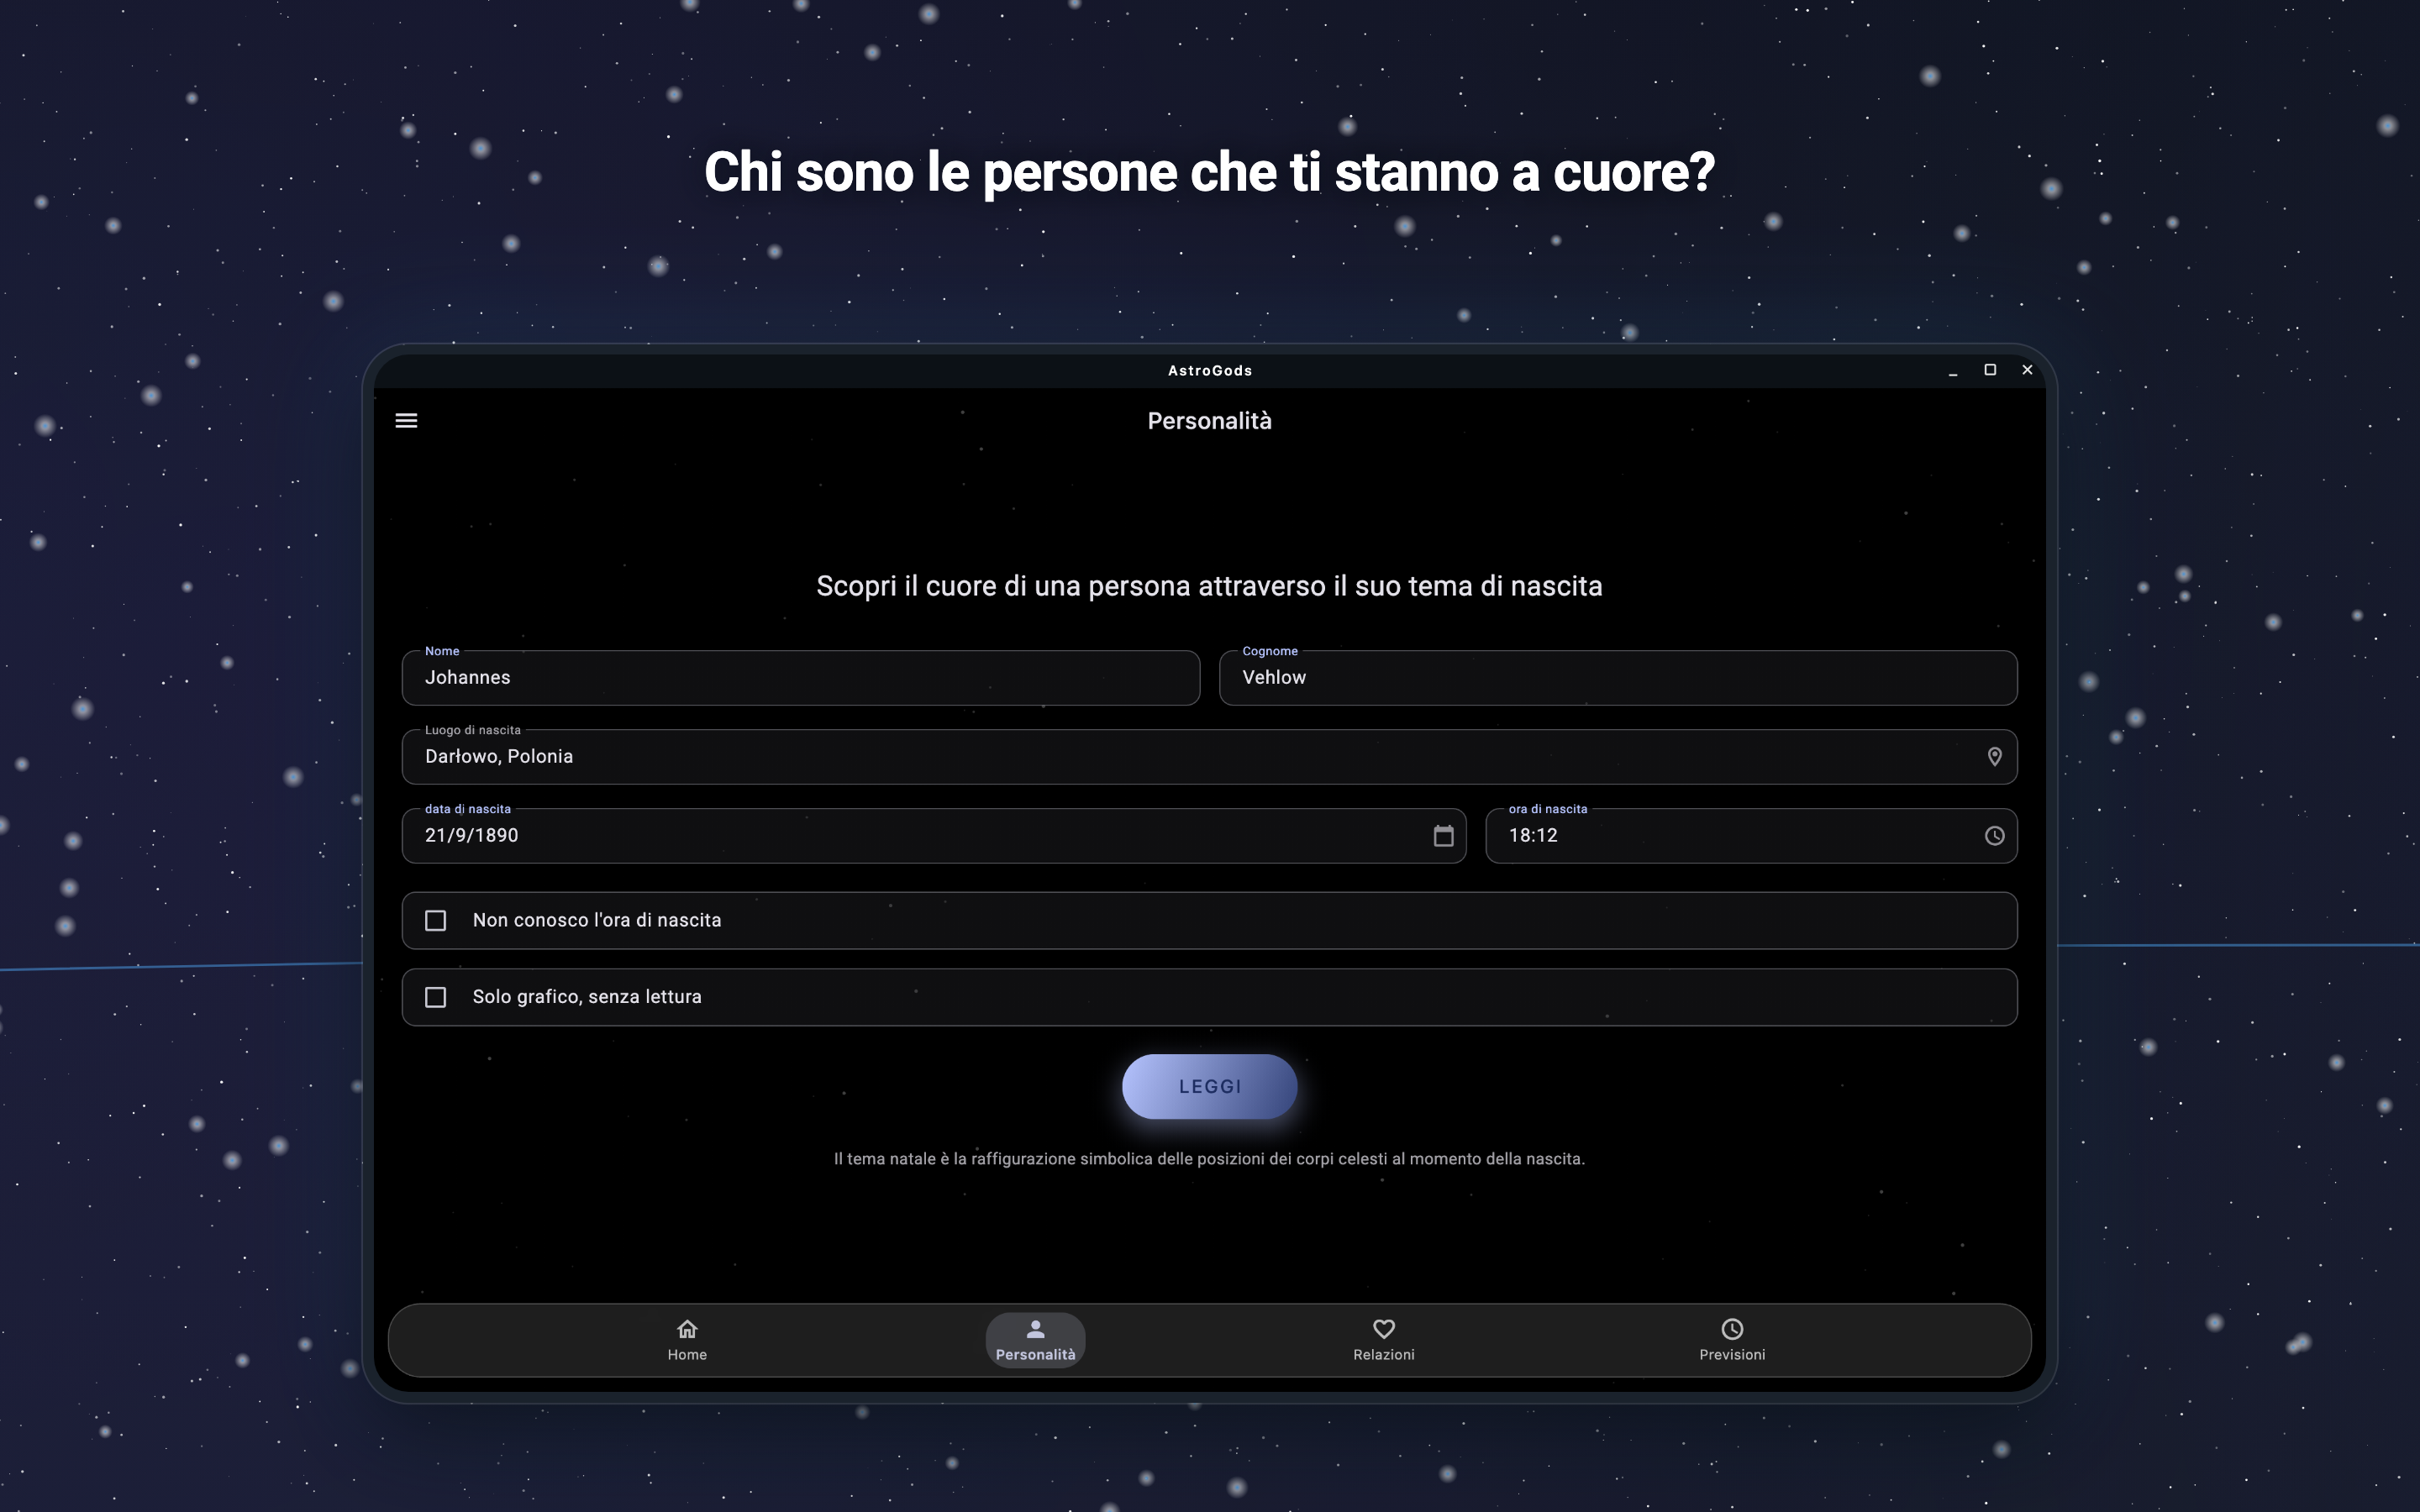 Chi sono le persone che ti stanno a cuore?
AstroGods
Personalità
Scopri il cuore di una persona attraverso il suo tema di nascita
Nome
Johannes
Cognome
Vehlow
Luogo di nascita
Darłowo, Polonia
data di nascita
21/9/1890
ora di nascita
18:12
Non conosco l'ora di nascita
Solo grafico, senza lettura
LEGGI
Il tema natale è la raffigurazione simbolica delle posizioni dei corpi celesti al momento della nascita.
Home
Personalità
Relazioni
Previsioni